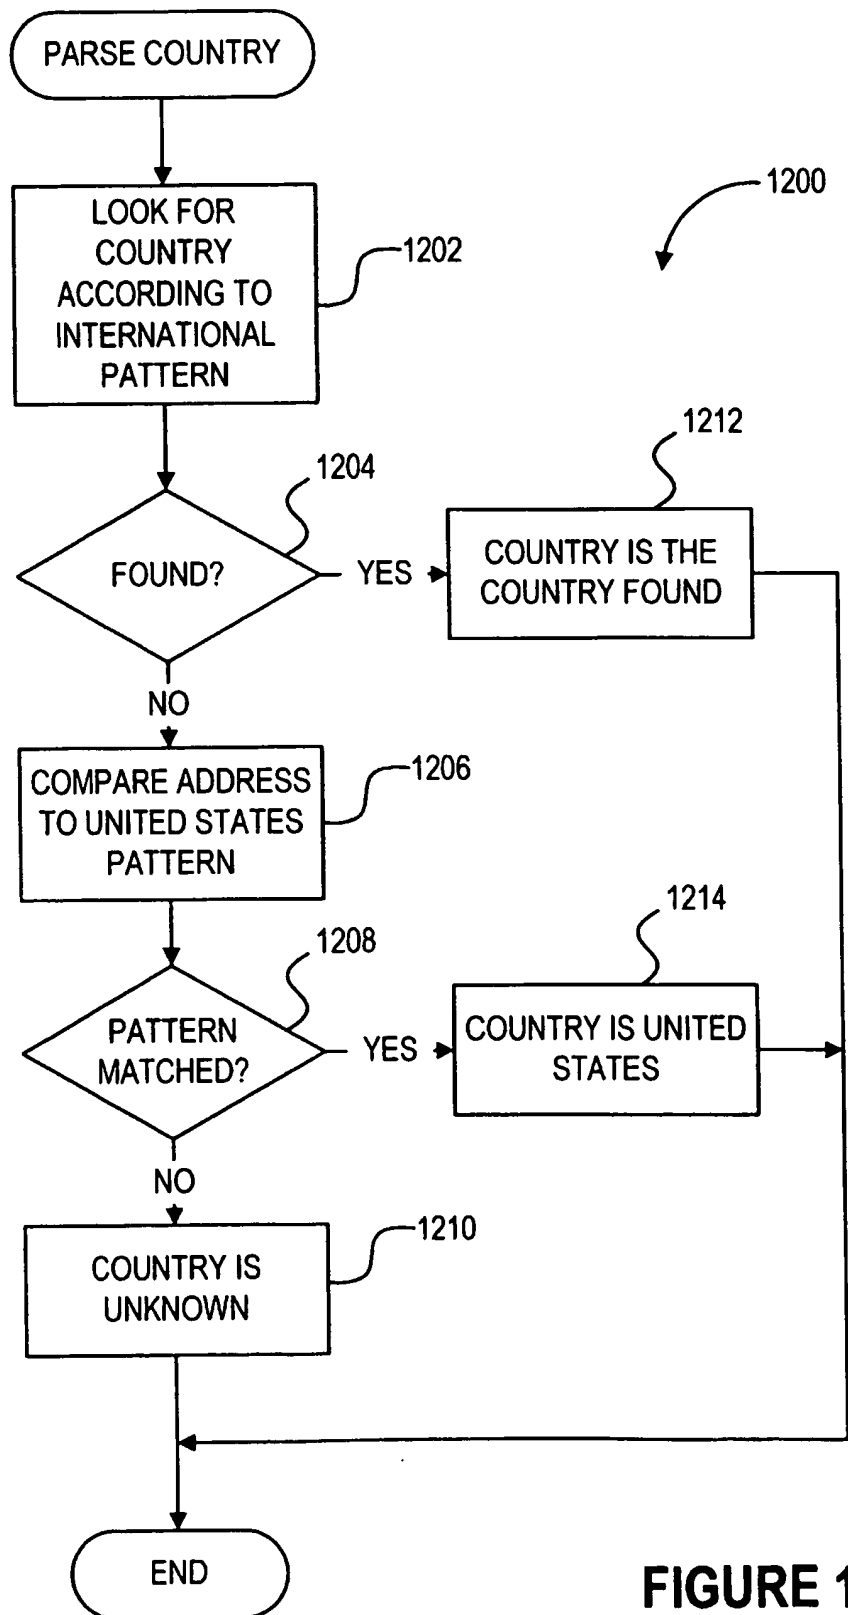 PARSE COUNTRY
1200
LOOK FOR
COUNTRY
ACCORDING TO
INTERNATIONAL
PATTERN
1202
1204
FOUND?
YES
1212
COUNTRY IS THE
COUNTRY FOUND
NO
COMPARE ADDRESS
TO UNITED STATES
PATTERN
1206
1208
PATTERN
MATCHED?
YES
1214
COUNTRY IS UNITED
STATES
NO
COUNTRY IS
UNKNOWN
1210
END
FIGURE 1